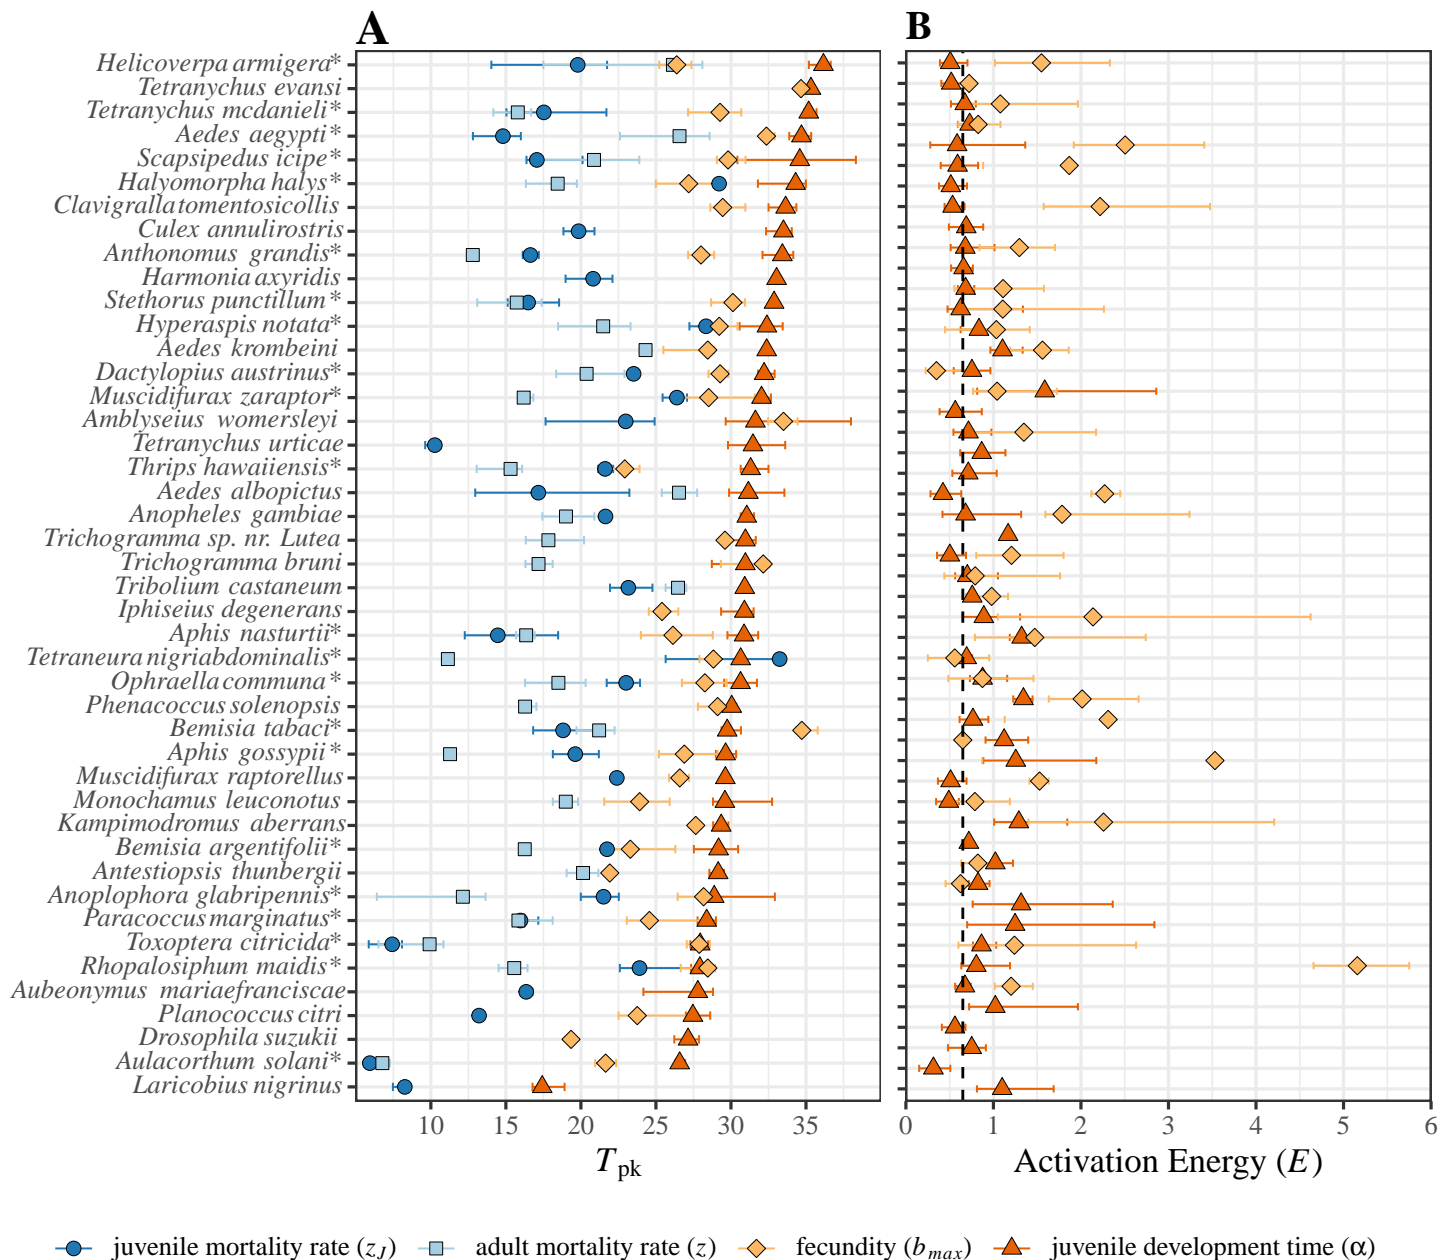 A
B
Helicoverpa armigera*
Tetranychus evansi
Tetranychus mcdanieli*
Aedes aegypti*
Scapsipedus icipe*
Halyomorpha halys*
Clavigralla tomentosicollis
Culex annulirostris
Anthonomus grandis*
Harmonia axyridis
Stethorus punctillum*
Hyperaspis notata*
Aedes krombeini
Dactylopius austrinus*
Muscidifurax zaraptor*
Amblyseius womersleyi
Tetranychus urticae
Thrips hawaiiensis*
Aedes albopictus
Anopheles gambiae
Trichogramma sp. nr. Lutea
Trichogramma bruni
Tribolium castaneum
Iphiseius degenerans
Aphis nasturtii*
Tetraneura nigriabdominalis*
Ophraella communa*
Phenacoccus solenopsis
Bemisia tabaci*
Aphis gossypii*
Muscidifurax raptorellus
Monochamus leuconotus
Kampimodromus aberrans
Bemisia argentifolii*
Antestiopsis thunbergii
Anoplophora glabripennis*
Paracoccus marginatus*
Toxoptera citricida*
Rhopalosiphum maidis*
Aubeonymus mariaefranciscae
Planococcus citri
Drosophila suzukii
Aulacorthum solani*
Laricobius nigrinus
10 15 20 25 30 35
0 1 2 3 4 5 6
Tpk
Activation Energy (E)
juvenile mortality rate (zJ) adult mortality rate (z) fecundity (bmax) juvenile development time (α)